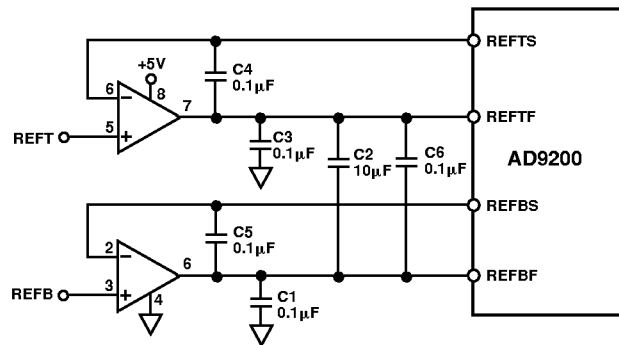 REFTS
+5V
C4
0.1µF
6
8
7
5
REFT
REFTF
C3
0.1µF
C2
10µF
C6
0.1µF
AD9200
REFBS
C5
0.1µF
2
6
3
4
REFB
REFBF
C1
0.1µF